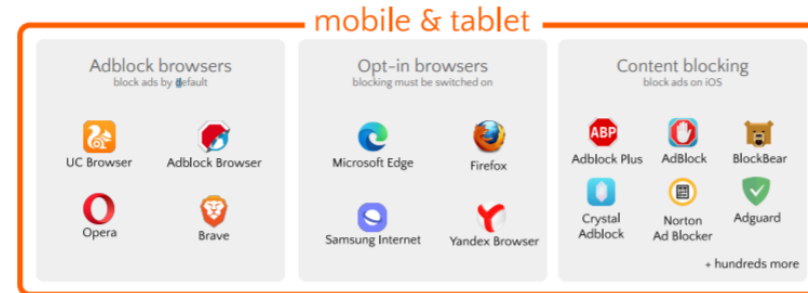 mobile & tablet
Adblock browsers
block ads by default
UC Browser
Adblock Browser
Opera
Brave
Opt-in browsers
blocking must be switched on
Microsoft Edge
Firefox
Samsung Internet
Yandex Browser
Content blocking
block ads on iOS
ABP
Adblock Plus
AdBlock
BlockBear
Crystal
Adblock
Norton
Ad Blocker
Adguard
+ hundreds more